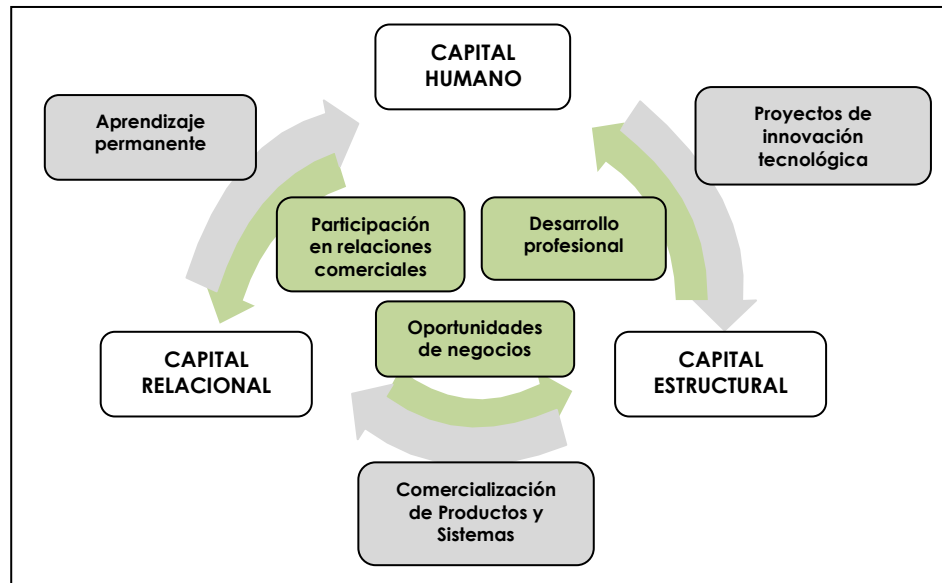 CAPITAL
HUMANO
Aprendizaje
permanente
Proyectos de
innovación
tecnológica
Participación
en relaciones
comerciales
Desarrollo
profesional
Oportunidades
de negocios
CAPITAL
RELACIONAL
CAPITAL
ESTRUCTURAL
Comercialización
de Productos y
Sistemas